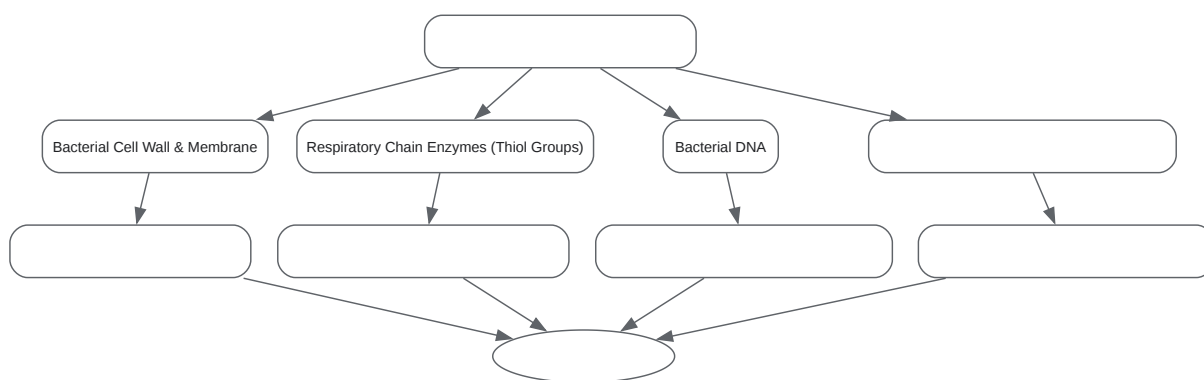 Bacterial Cell Wall & Membrane
Respiratory Chain Enzymes (Thiol Groups)
Bacterial DNA